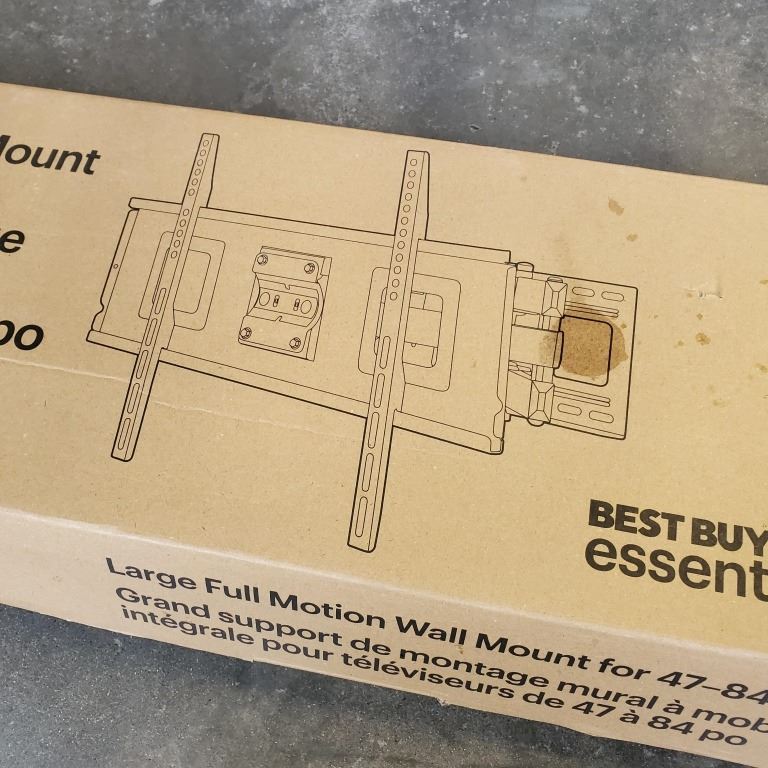 Mount
po
BEST BUY
essent
Large Full Motion Wall Mount for 47-84
Grand support de montage mural à mob
intégrale pour téléviseurs de 47 à 84 po